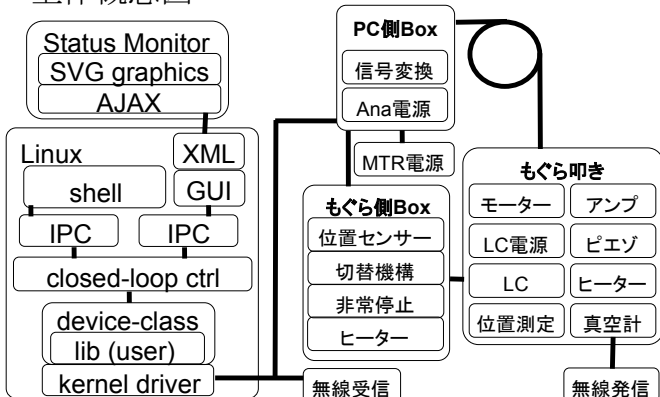 全体概念図
Status Monitor
SVG graphics
AJAX
Linux
XML
shell
GUI
IPC
IPC
closed-loop ctrl
device-class
lib (user)
kernel driver
PC側Box
信号変換
Ana電源
MTR電源
もぐら側Box
位置センサー
切替機構
非常停止
ヒーター
無線受信
もぐら叩き
モーター
アンプ
LC電源
ピエゾ
LC
ヒーター
位置測定
真空計
無線発信